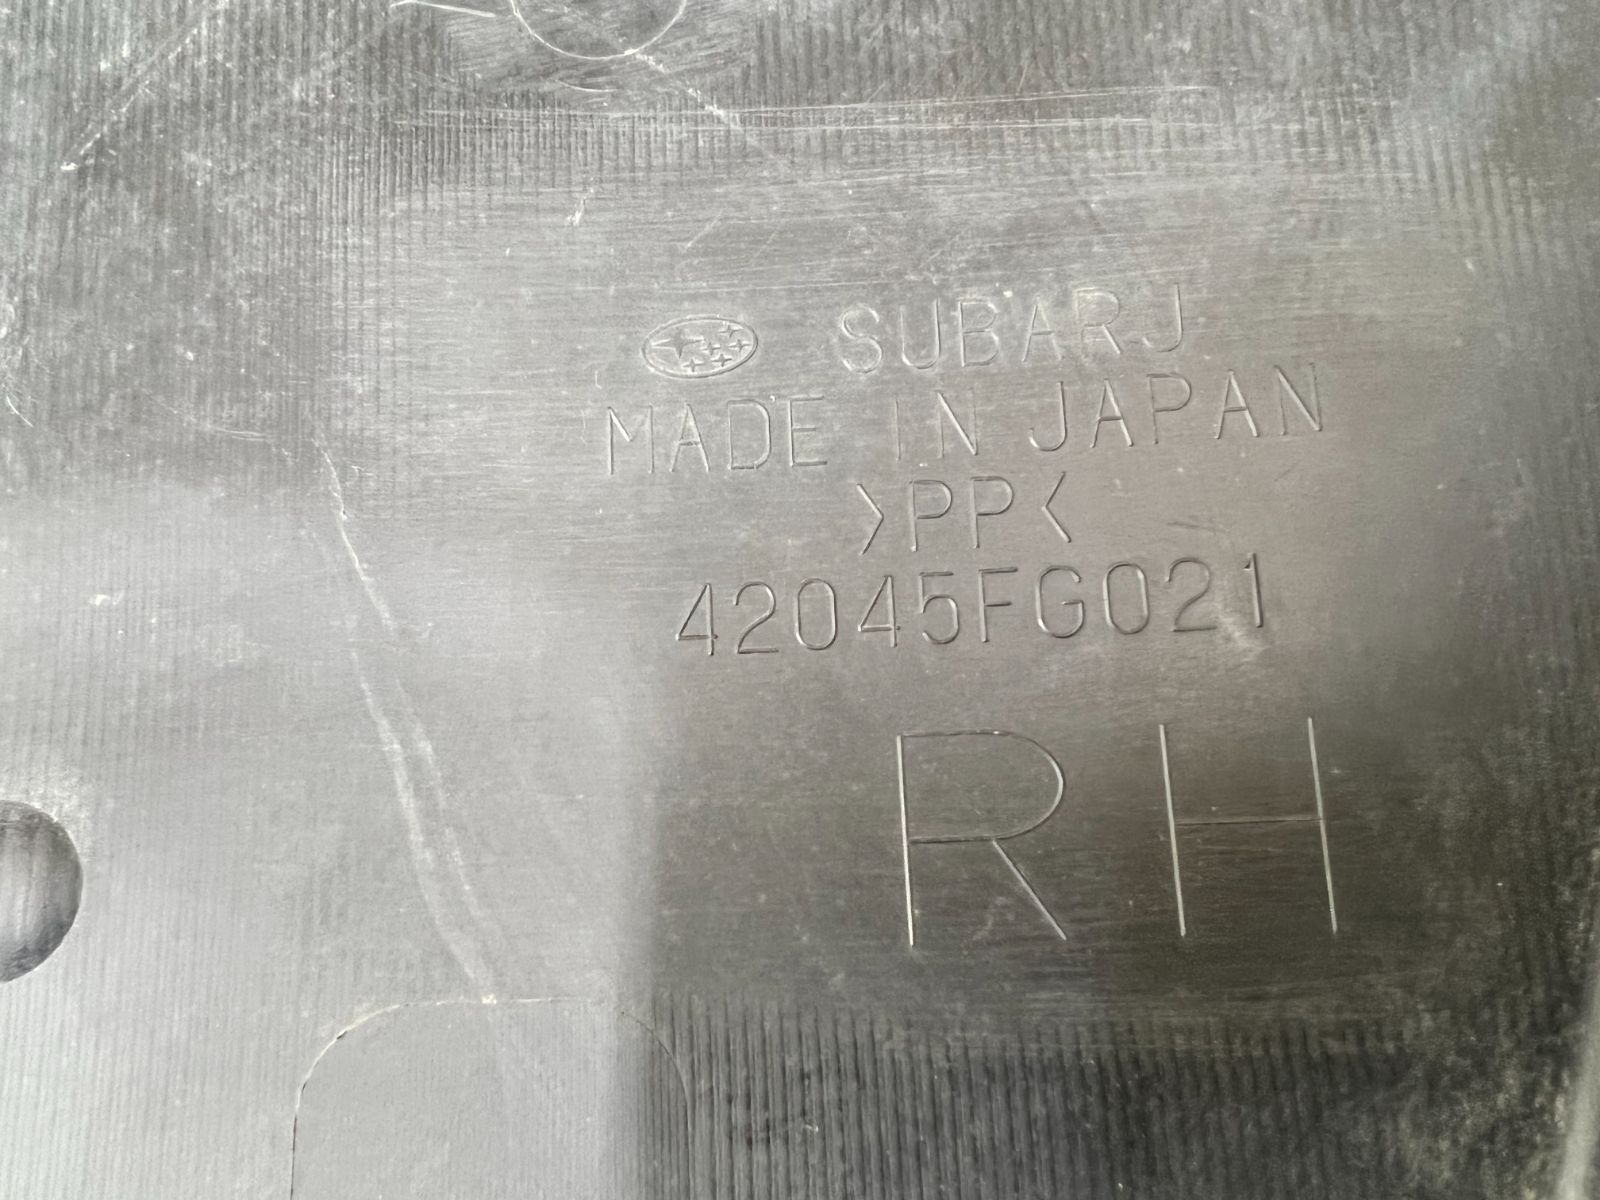 SUBARU
MADE IN JAPAN
>PP<
42045FG021
RH